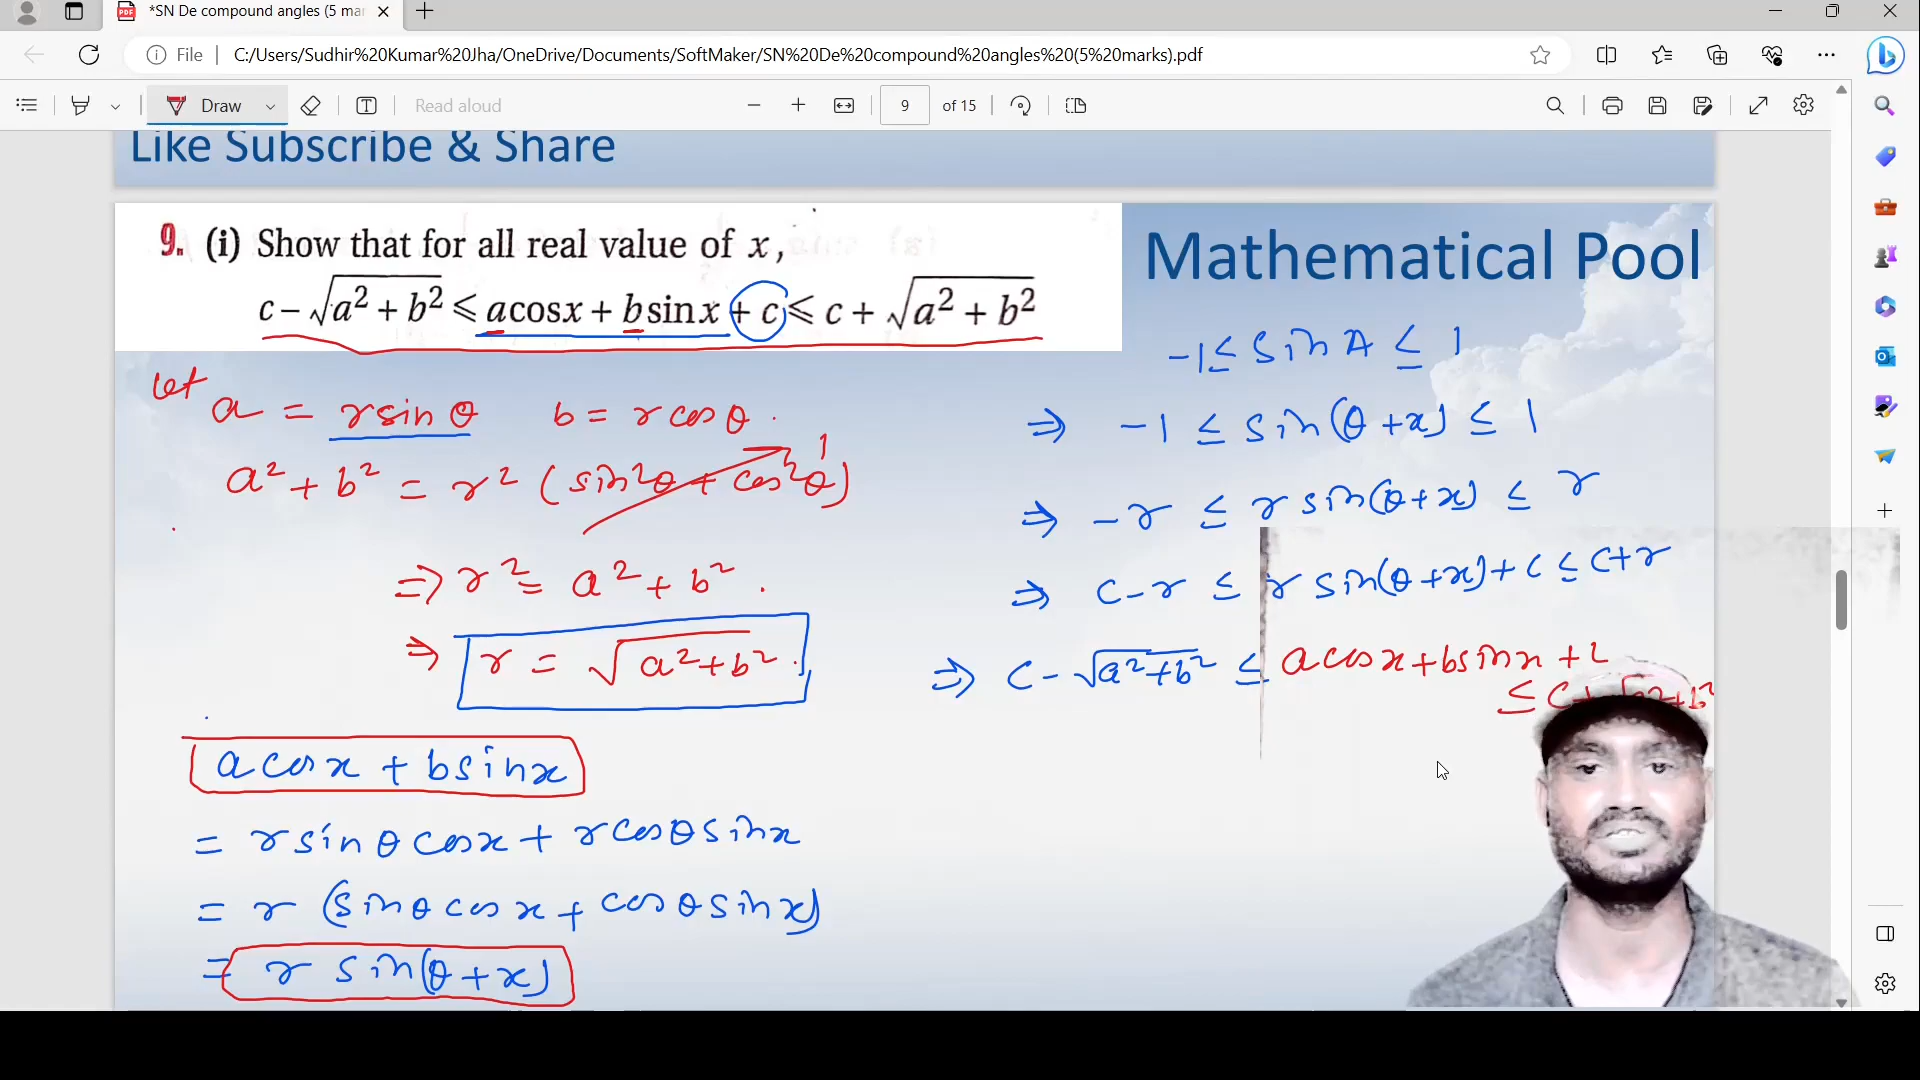 *SN De compound angles (5 mar
File
C:/Users/Sudhir%20Kumar%20Jha/OneDrive/Documents/SoftMaker/SN%20De%20compound%20angles%20(5%20marks).pdf
Draw
Read aloud
9 of 15
Like Subscribe & Share
9. (i) Show that for all real value of x,
c − √(a² + b²) ⩽ a cos x + b sin x + c ⩽ c + √(a² + b²)
Mathematical Pool
Let
a = r sin θ b = r cos θ .
a² + b² = r² (sin²θ + cos²θ) 1
⇒ r² = a² + b² .
⇒ r = √(a²+b²) .
a cos x + b sin x
= r sin θ cos x + r cos θ sin x
= r (sin θ cos x + cos θ sin x)
= r sin(θ + x)
-1 ≤ sin A ≤ 1
⇒ -1 ≤ sin(θ + x) ≤ 1
⇒ -r ≤ r sin(θ + x) ≤ r
⇒ c - r ≤ r sin(θ + x) + c ≤ c + r
⇒ c - √(a²+b²) ≤ a cos x + b sin x + c
≤ c + √(a²+b²)